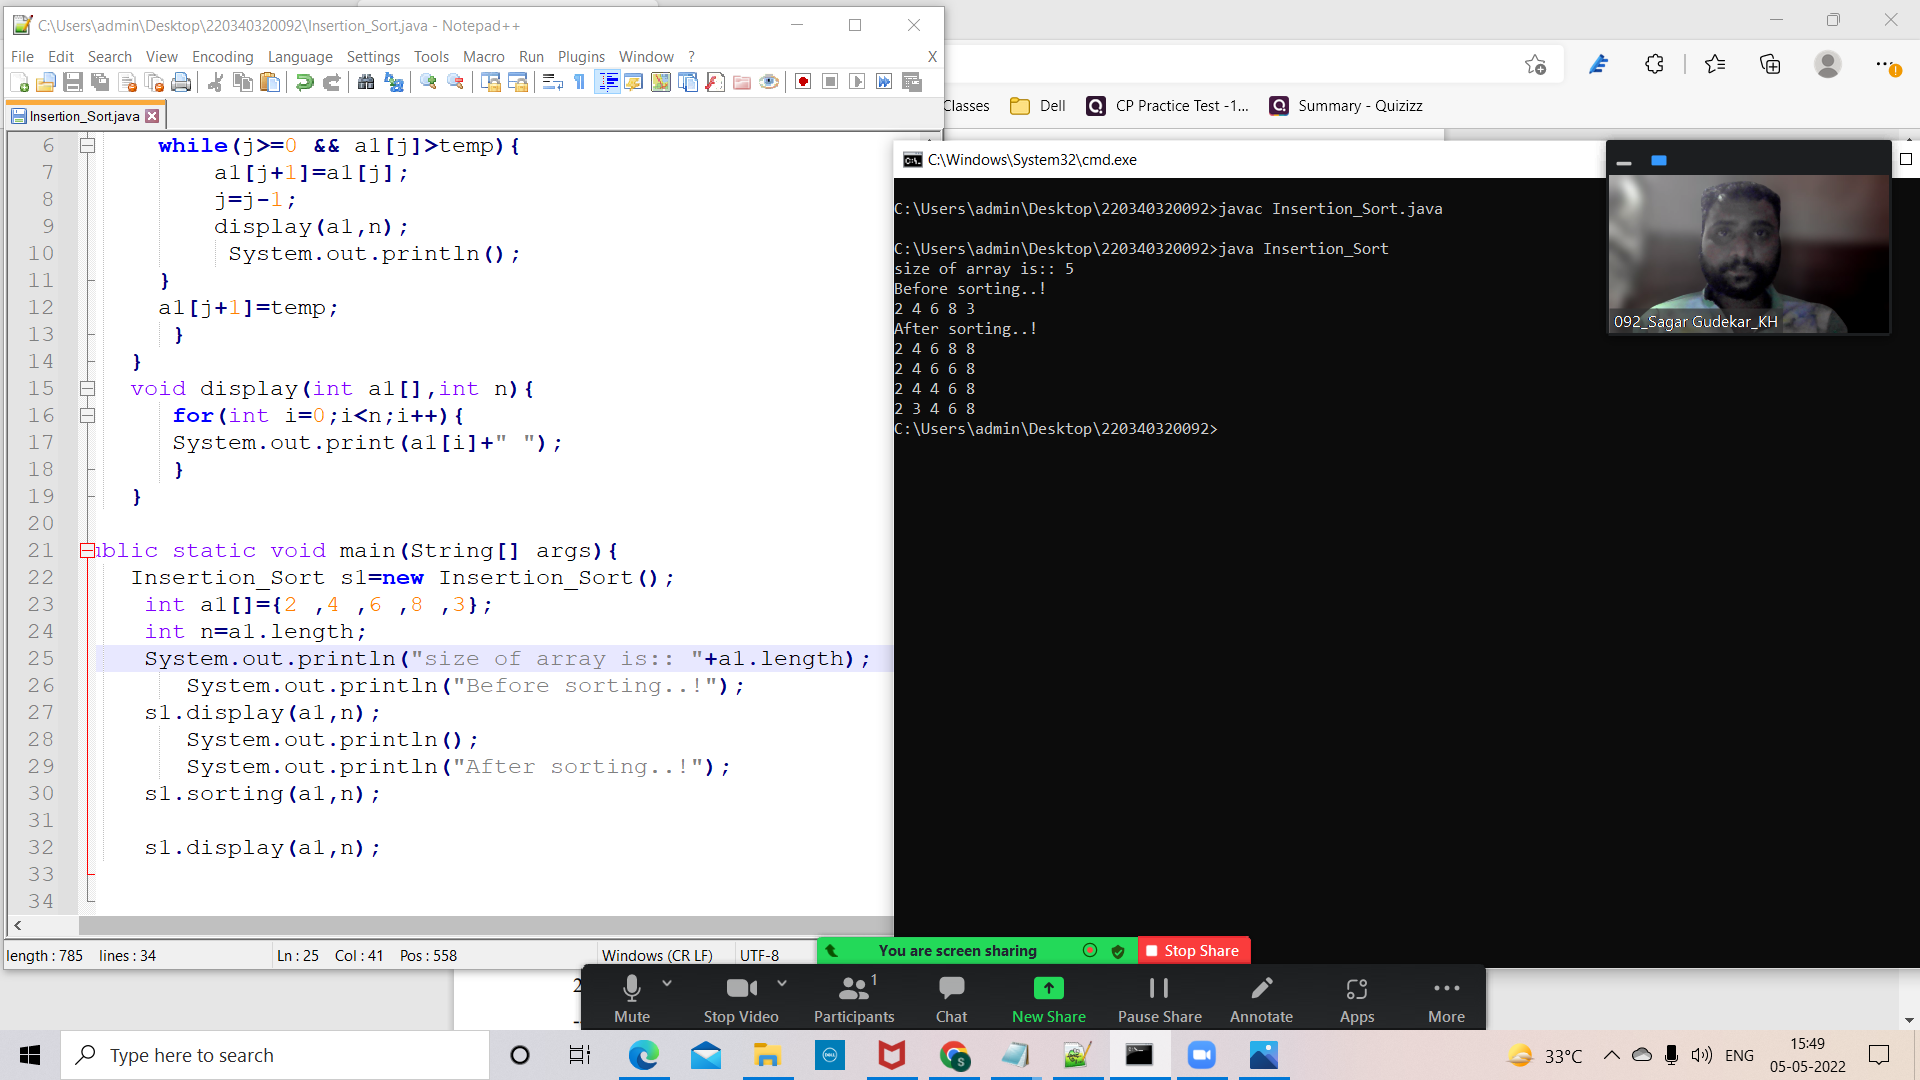 C:\Users\admin\Desktop\220340320092\Insertion_Sort.java - Notepad++
File Edit Search View Encoding Language Settings Tools Macro Run Plugins Window ? X
Insertion_Sort.java
6 while(j>=0 && a1[j]>temp){
7 a1[j+1]=a1[j];
8 j=j-1;
9 display(a1,n);
10 System.out.println();
11 }
12 a1[j+1]=temp;
13 }
14 }
15 void display(int a1[],int n){
16 for(int i=0;i<n;i++){
17 System.out.print(a1[i]+" ");
18 }
19 }
20
21 ublic static void main(String[] args){
22 Insertion_Sort s1=new Insertion_Sort();
23 int a1[]={2 ,4 ,6 ,8 ,3};
24 int n=a1.length;
25 System.out.println("size of array is:: "+a1.length);
26 System.out.println("Before sorting..!");
27 s1.display(a1,n);
28 System.out.println();
29 System.out.println("After sorting..!");
30 s1.sorting(a1,n);
31
32 s1.display(a1,n);
33
34
length : 785 lines : 34 Ln : 25 Col : 41 Pos : 558 Windows (CR LF) UTF-8
Classes Dell CP Practice Test -1... Summary - Quizizz
C:\Windows\System32\cmd.exe
C:\Users\admin\Desktop\220340320092>javac Insertion_Sort.java
C:\Users\admin\Desktop\220340320092>java Insertion_Sort
size of array is:: 5
Before sorting..!
2 4 6 8 3
After sorting..!
2 4 6 8 8
2 4 6 6 8
2 4 4 6 8
2 3 4 6 8
C:\Users\admin\Desktop\220340320092>
092_Sagar Gudekar_KH
You are screen sharing Stop Share
1
Mute Stop Video Participants Chat New Share Pause Share Annotate Apps More
Type here to search
33°C ENG
15:49
05-05-2022